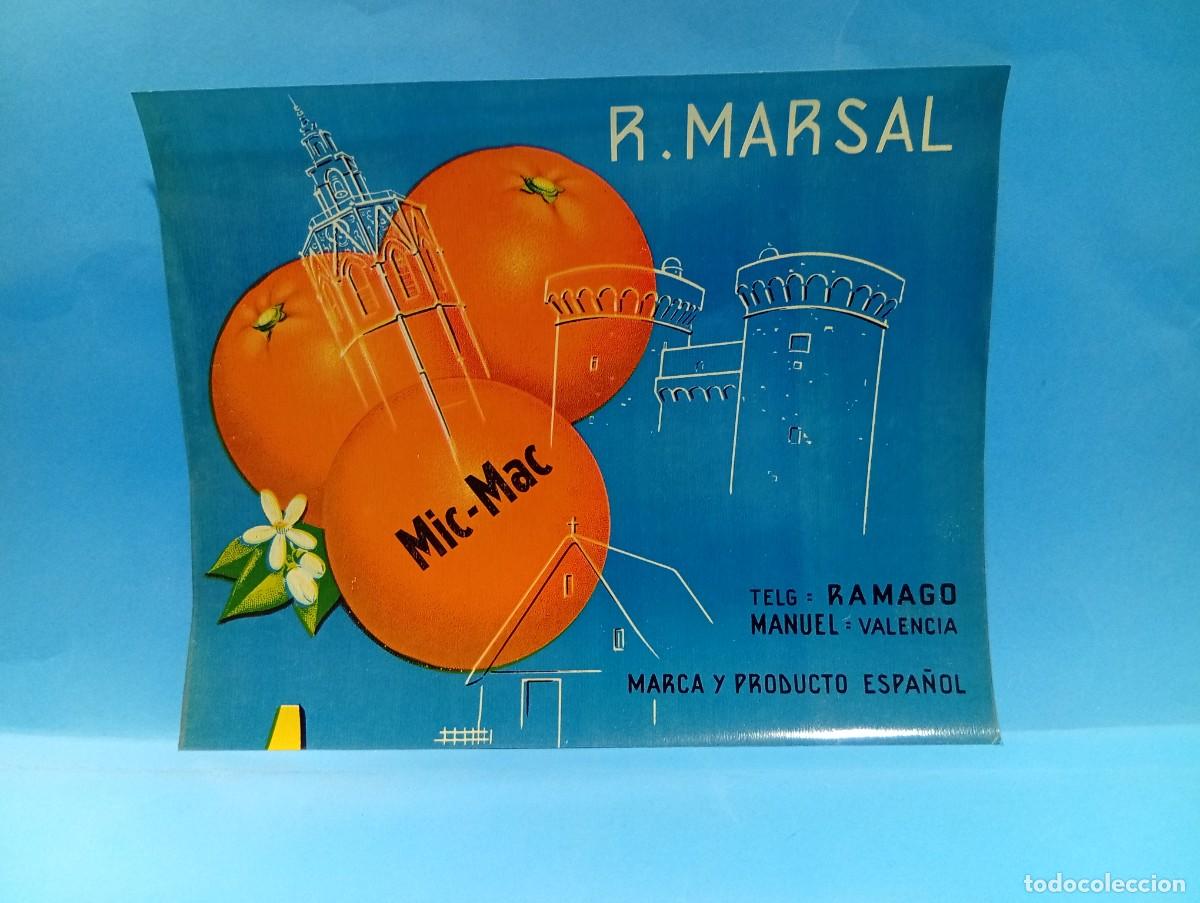 R. MARSAL
Mic-Mac
TELG = RAMAGO
MANUEL = VALENCIA
MARCA Y PRODUCTO ESPAÑOL
todocoleccion